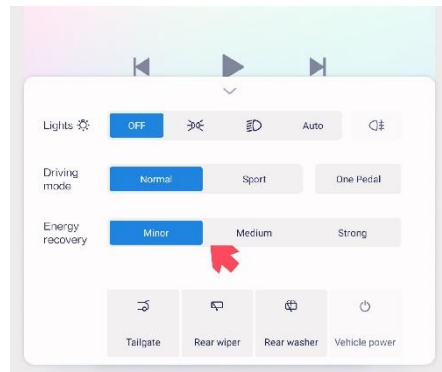 Lights OFF Auto
Driving
mode
Normal Sport One Pedal
Energy
recovery
Minor Medium Strong
Tailgate Rear wiper Rear washer Vehicle power